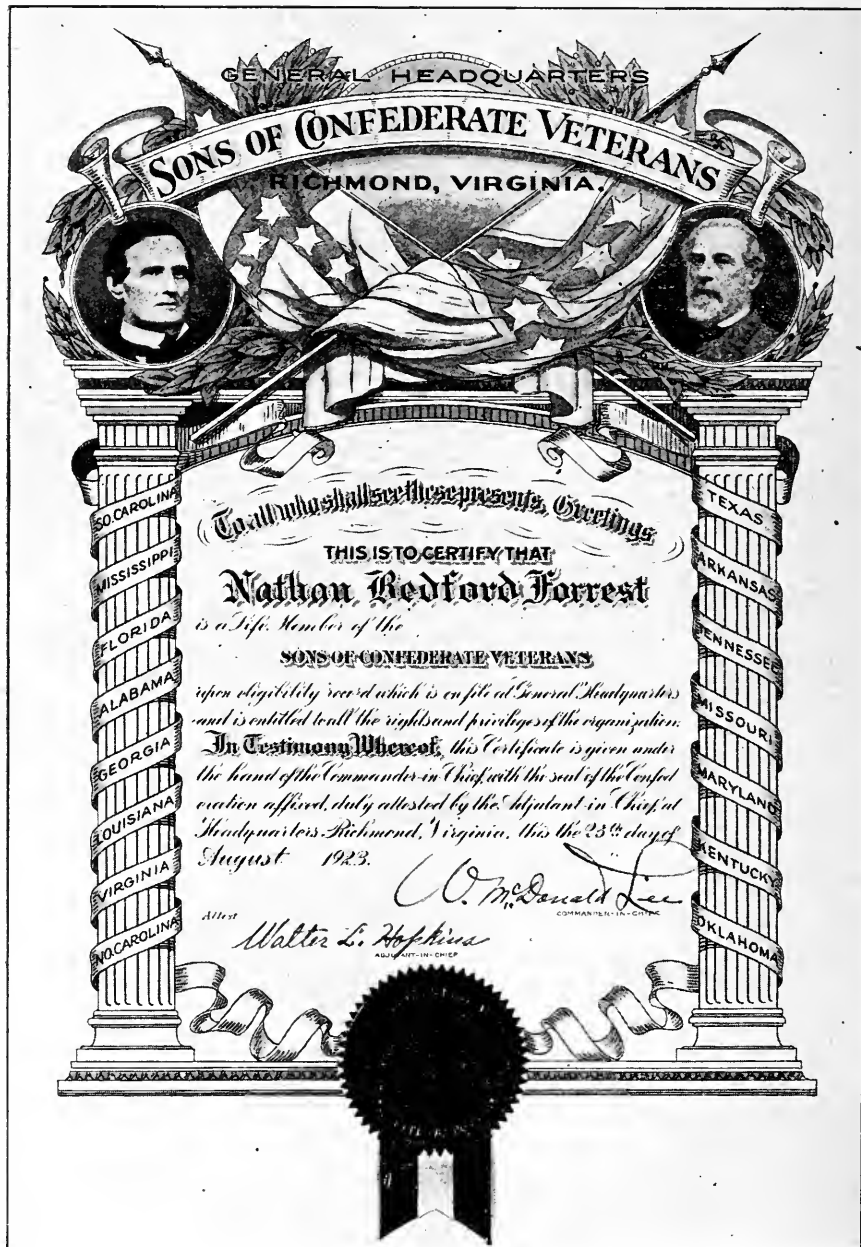 GENERAL HEADQUARTERS
SONS OF CONFEDERATE VETERANS
RICHMOND, VIRGINIA.
SO. CAROLINA
MISSISSIPPI
FLORIDA
ALABAMA
GEORGIA
LOUISIANA
VIRGINIA
NO. CAROLINA
To all who shall see these presents, Greetings
THIS IS TO CERTIFY THAT
Nathan Bedford Forrest
is a Life Member of the
SONS OF CONFEDERATE VETERANS
upon eligibility record which is on file at General Headquarters
and is entitled to all the rights and privileges of the organization.
In Testimony Whereof, this Certificate is given under
the hand of the Commander-in-Chief, with the seal of the Confed
eration affixed, duly attested by the Adjutant-in-Chief, at
Headquarters Richmond, Virginia, this the 23th day of
August 1923.
W. McDonald Lee
COMMANDER-IN-CHIEF
Attest
Walter L. Hopkins
ADJUTANT-IN-CHIEF
TEXAS
ARKANSAS
TENNESSEE
MISSOURI
MARYLAND
KENTUCKY
OKLAHOMA